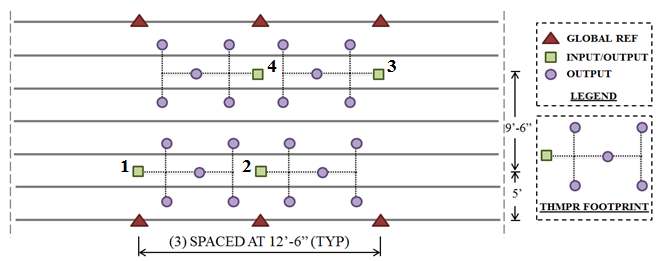 GLOBAL REF
INPUT/OUTPUT
OUTPUT
LEGEND
4
3
9'-6"
1
2
5'
THMPR FOOTPRINT
(3) SPACED AT 12'-6" (TYP)